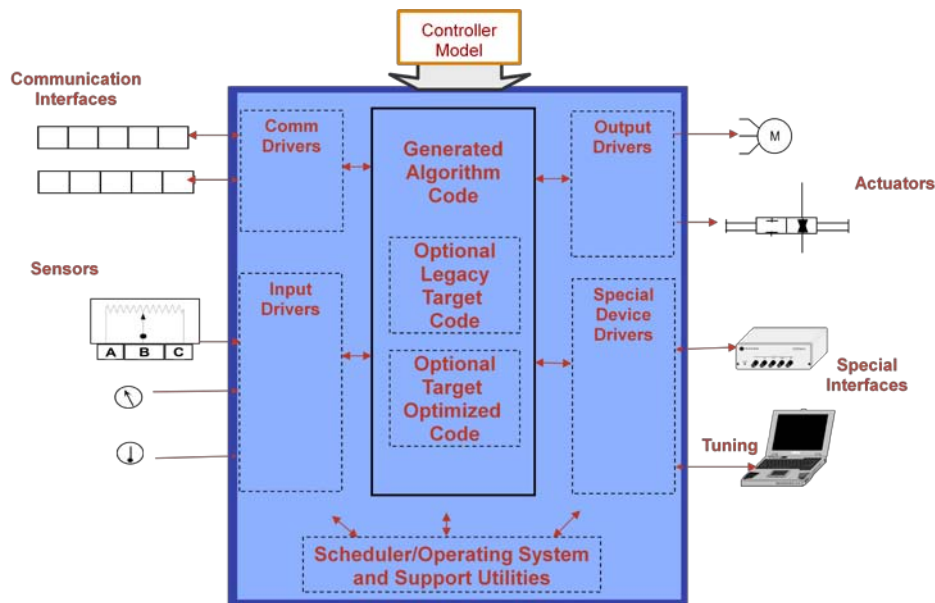 Controller
Model
Communication
Interfaces
Comm
Drivers
Generated
Algorithm
Code
Output
Drivers
M
Actuators
Sensors
A B C
Input
Drivers
Optional
Legacy
Target
Code
Optional
Target
Optimized
Code
Special
Device
Drivers
Special
Interfaces
Tuning
Scheduler/Operating System
and Support Utilities